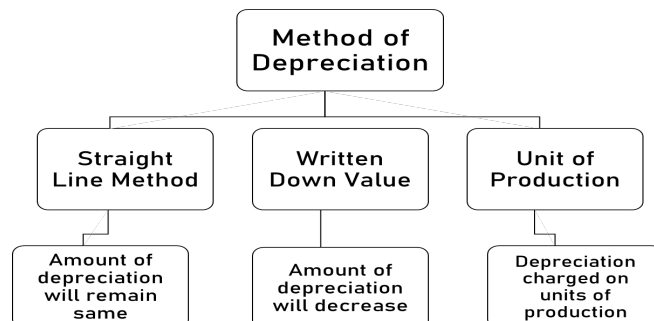 Method of
Depreciation
Straight
Line Method
Written
Down Value
Unit of
Production
Amount of
depreciation
will remain
same
Amount of
depreciation
will decrease
Depreciation
charged on
units of
production